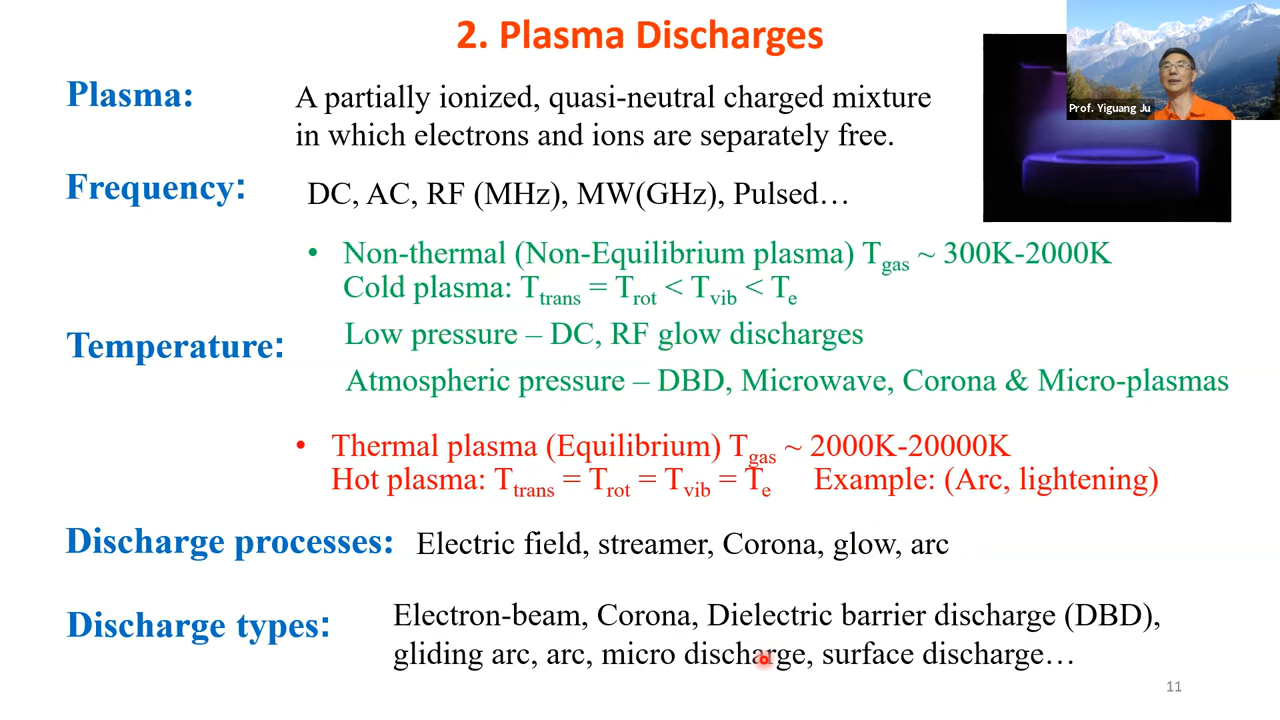 2. Plasma Discharges
Prof. Yiguang Ju
Plasma: A partially ionized, quasi-neutral charged mixture
in which electrons and ions are separately free.
Frequency: DC, AC, RF (MHz), MW(GHz), Pulsed…
• Non-thermal (Non-Equilibrium plasma) Tgas ~ 300K-2000K
Cold plasma: Ttrans = Trot < Tvib < Te
Temperature: Low pressure – DC, RF glow discharges
Atmospheric pressure – DBD, Microwave, Corona & Micro-plasmas
• Thermal plasma (Equilibrium) Tgas ~ 2000K-20000K
Hot plasma: Ttrans = Trot = Tvib = Te Example: (Arc, lightening)
Discharge processes: Electric field, streamer, Corona, glow, arc
Discharge types: Electron-beam, Corona, Dielectric barrier discharge (DBD),
gliding arc, arc, micro discharge, surface discharge…
11